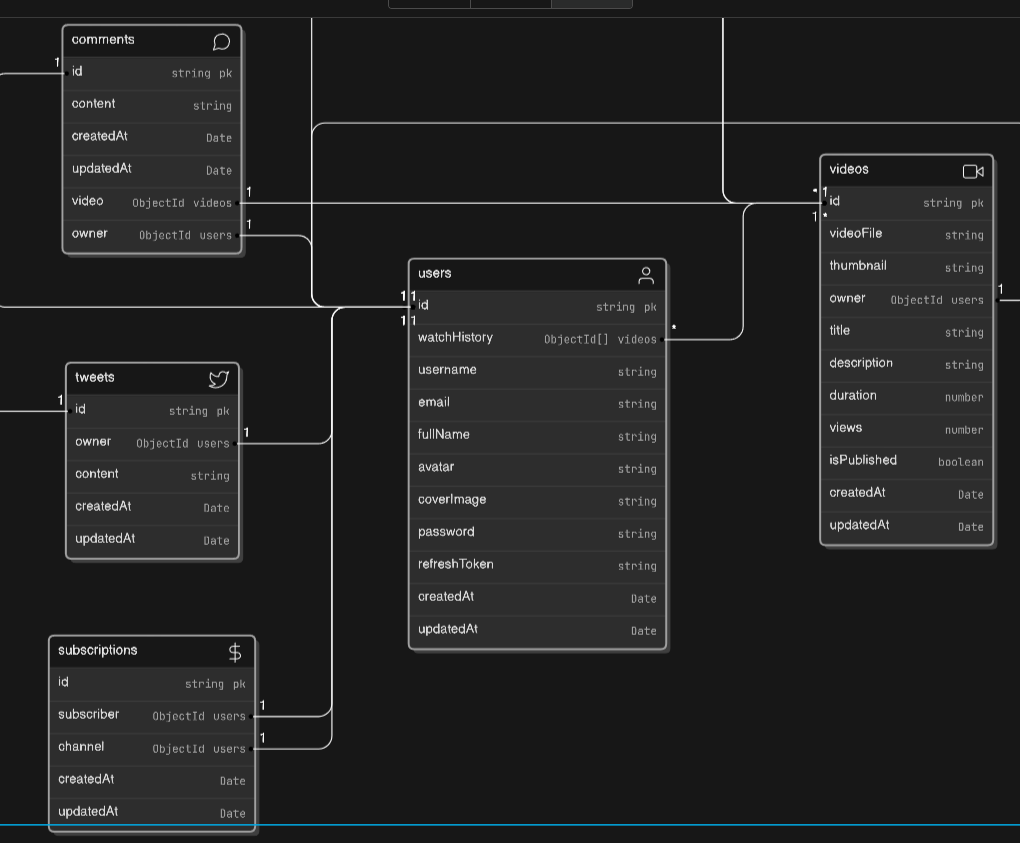 comments
1
id string pk
content string
createdAt Date
updatedAt Date
video ObjectId videos 1
owner ObjectId users 1
tweets
1
id string pk
owner ObjectId users 1
content string
createdAt Date
updatedAt Date
subscriptions
id string pk
subscriber ObjectId users 1
channel ObjectId users 1
createdAt Date
updatedAt Date
users
1 1
id string pk
1 1
watchHistory ObjectId[] videos *
username string
email string
fullName string
avatar string
coverImage string
password string
refreshToken string
createdAt Date
updatedAt Date
videos
* 1
id string pk
1 *
videoFile string
thumbnail string
owner ObjectId users 1
title string
description string
duration number
views number
isPublished boolean
createdAt Date
updatedAt Date